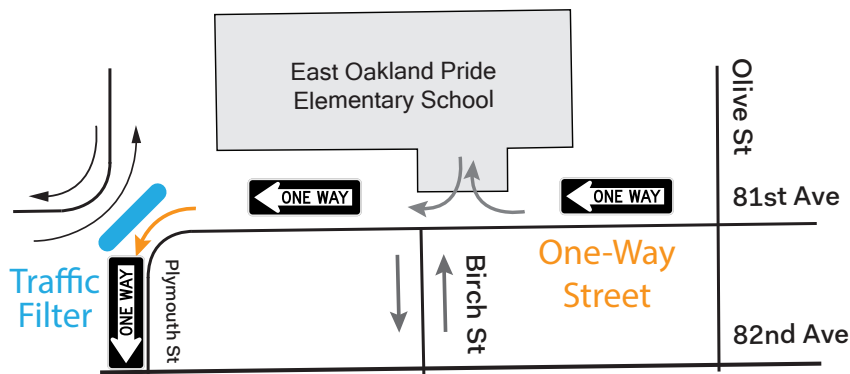 East Oakland Pride
Elementary School
Olive St
ONE WAY
ONE WAY
81st Ave
Traffic
Filter
ONE WAY
Plymouth St
Birch St
One-Way
Street
82nd Ave